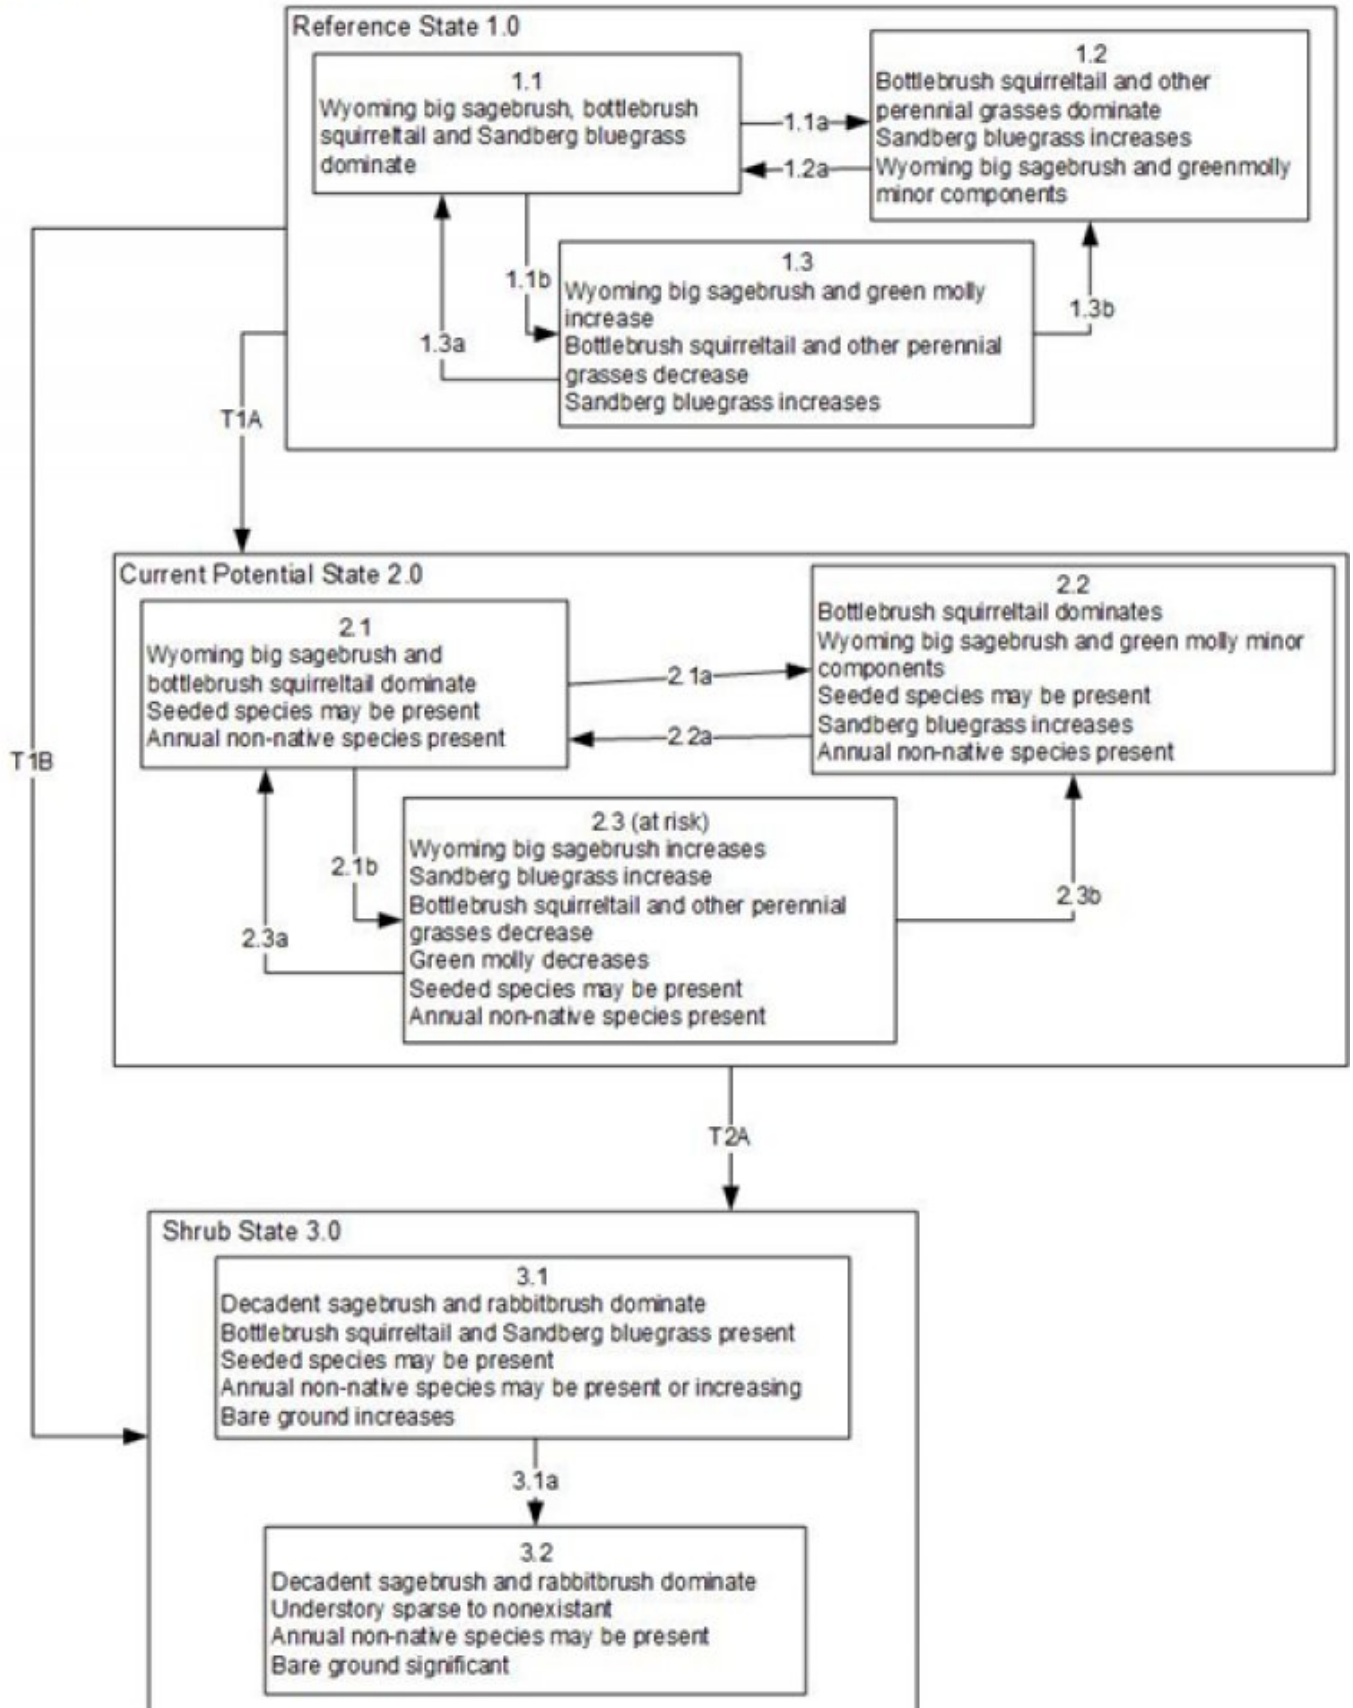 Reference State 1.0
1.1
Wyoming big sagebrush, bottlebrush
squirreltail and Sandberg bluegrass
dominate
1.1a
1.2a
1.2
Bottlebrush squirreltail and other
perennial grasses dominate
Sandberg bluegrass increases
Wyoming big sagebrush and greenmolly
minor components
1.1b
1.3a
1.3
Wyoming big sagebrush and green molly
increase
Bottlebrush squirreltail and other perennial
grasses decrease
Sandberg bluegrass increases
1.3b
T1A
T1B
Current Potential State 2.0
2.1
Wyoming big sagebrush and
bottlebrush squirreltail dominate
Seeded species may be present
Annual non-native species present
2.1a
2.2a
2.2
Bottlebrush squirreltail dominates
Wyoming big sagebrush and green molly minor
components
Seeded species may be present
Sandberg bluegrass increases
Annual non-native species present
2.1b
2.3a
2.3 (at risk)
Wyoming big sagebrush increases
Sandberg bluegrass increase
Bottlebrush squirreltail and other perennial
grasses decrease
Green molly decreases
Seeded species may be present
Annual non-native species present
2.3b
T2A
Shrub State 3.0
3.1
Decadent sagebrush and rabbitbrush dominate
Bottlebrush squirreltail and Sandberg bluegrass present
Seeded species may be present
Annual non-native species may be present or increasing
Bare ground increases
3.1a
3.2
Decadent sagebrush and rabbitbrush dominate
Understory sparse to nonexistant
Annual non-native species may be present
Bare ground significant